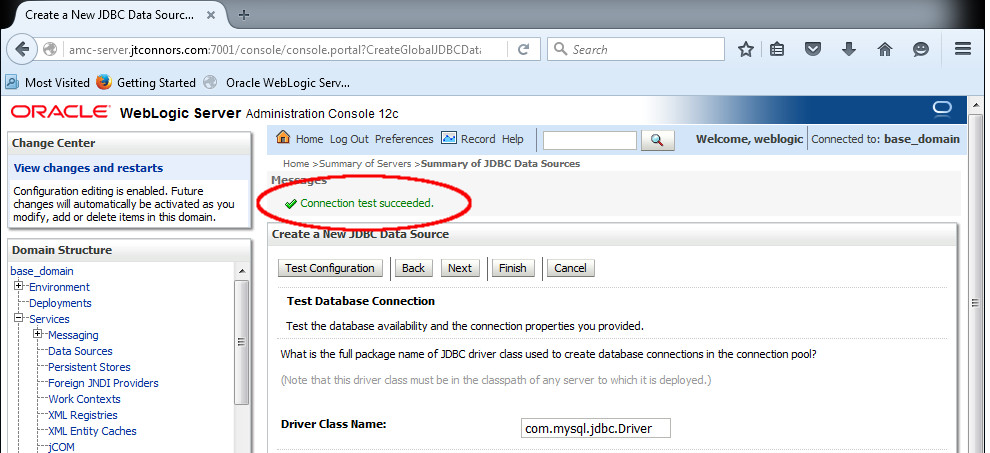 Create a New JDBC Data Sourc...
amc-server.jtconnors.com:7001/console/console.portal?CreateGlobalJDBCData
Search
Most Visited Getting Started Oracle WebLogic Serv...
ORACLE WebLogic Server Administration Console 12c
Change Center
View changes and restarts
Configuration editing is enabled. Future
changes will automatically be activated as you
modify, add or delete items in this domain.
Domain Structure
base_domain
Environment
Deployments
Services
Messaging
Data Sources
Persistent Stores
Foreign JNDI Providers
Work Contexts
XML Registries
XML Entity Caches
jCOM
Home Log Out Preferences Record Help
Welcome, weblogic Connected to: base_domain
Home >Summary of Servers >Summary of JDBC Data Sources
Messages
Connection test succeeded.
Create a New JDBC Data Source
Test Configuration Back Next Finish Cancel
Test Database Connection
Test the database availability and the connection properties you provided.
What is the full package name of JDBC driver class used to create database connections in the connection pool?
(Note that this driver class must be in the classpath of any server to which it is deployed.)
Driver Class Name: com.mysql.jdbc.Driver